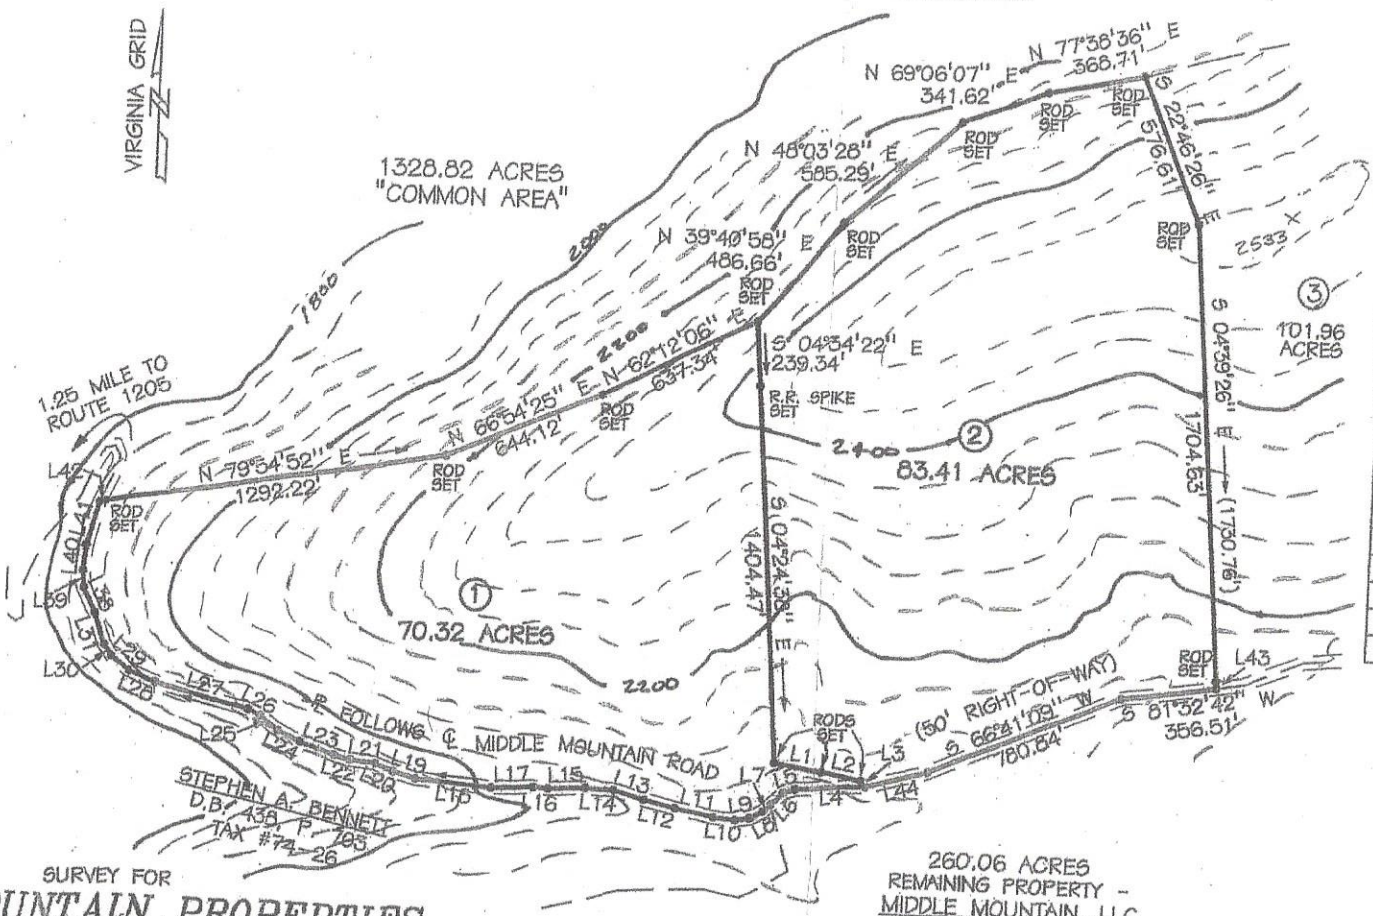 VIRGINIA GRID
N
1328.82 ACRES
"COMMON AREA"
N 77°38'36" E
368.71'
N 69°06'07" E
341.62'
ROD
SET
ROD
SET
ROD
SET
S 22°46'26" E
576.61
N 48°03'28" E
585.29'
ROD
SET
ROD
SET
2533 X
N 39°40'58" E
486.66'
ROD
SET
2000
1800
2200
3
101.96
ACRES
S 04°34'22" E
239.34'
R.R. SPIKE
SET
N 62°12'06" E
637.34'
ROD
SET
N 66°54'25" E
644.12'
ROD
SET
1.25 MILE TO
ROUTE 1205
N 79°54'52" E
1292.22'
ROD
SET
2400
2
83.41 ACRES
S 04°39'26" E
1704.63'
(1730.76')
S 04°24'38" E
1404.47'
1
70.32 ACRES
2200
L42
L41
L40
L39
L38
L31
L30
L29
L28
L27
L26
L25
L24
L23
L22
L21
L20
L19
L18
L17
L16
L15
L14
L13
L12
L11
L10
L9
L8
L7
L6
L5
L4
L1
L2
L3
L44
L43
RODS
SET
ROD
SET
PL FOLLOWS CL MIDDLE MOUNTAIN ROAD
(50' RIGHT-OF-WAY)
S 66°41'09" W
780.84'
S 81°32'42" W
356.51'
STEPHEN A. BENNETT
D.B. 438, P. 793
TAX #74-26
SURVEY FOR
UNTAIN PROPERTIES
260.06 ACRES
REMAINING PROPERTY -
MIDDLE MOUNTAIN, LLC